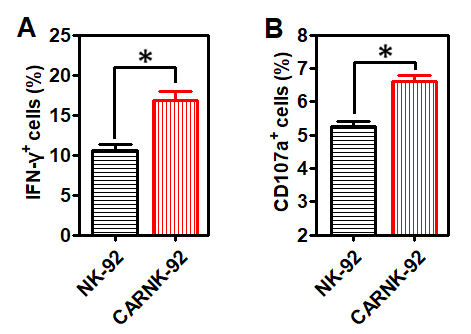 A
IFN-γ+ cells (%)
25
20
15
10
5
0
*
NK-92
CARNK-92
B
CD107a+ cells (%)
8
7
6
5
4
3
2
*
NK-92
CARNK-92